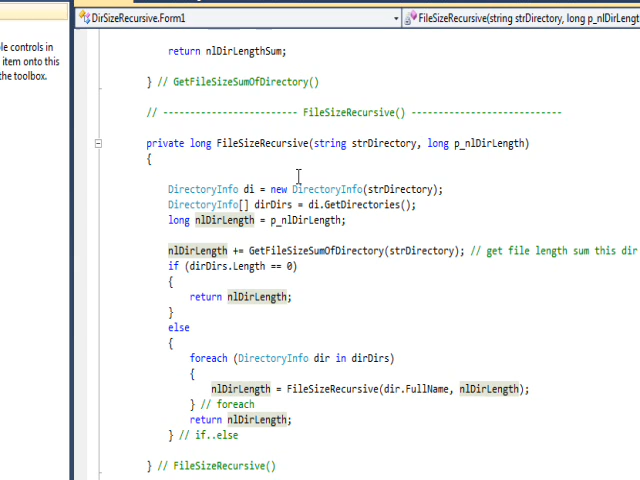 DirSizeRecursive.Form1
FileSizeRecursive(string strDirectory, long p_nlDirLengt
le controls in
item onto this
the toolbox.
return nlDirLengthSum;
} // GetFileSizeSumOfDirectory()
// ------------------------- FileSizeRecursive() ----------------------------
private long FileSizeRecursive(string strDirectory, long p_nlDirLength)
{
DirectoryInfo di = new DirectoryInfo(strDirectory);
DirectoryInfo[] dirDirs = di.GetDirectories();
long nlDirLength = p_nlDirLength;
nlDirLength += GetFileSizeSumOfDirectory(strDirectory); // get file length sum this dir
if (dirDirs.Length == 0)
{
return nlDirLength;
}
else
{
foreach (DirectoryInfo dir in dirDirs)
{
nlDirLength = FileSizeRecursive(dir.FullName, nlDirLength);
} // foreach
return nlDirLength;
} // if..else
} // FileSizeRecursive()